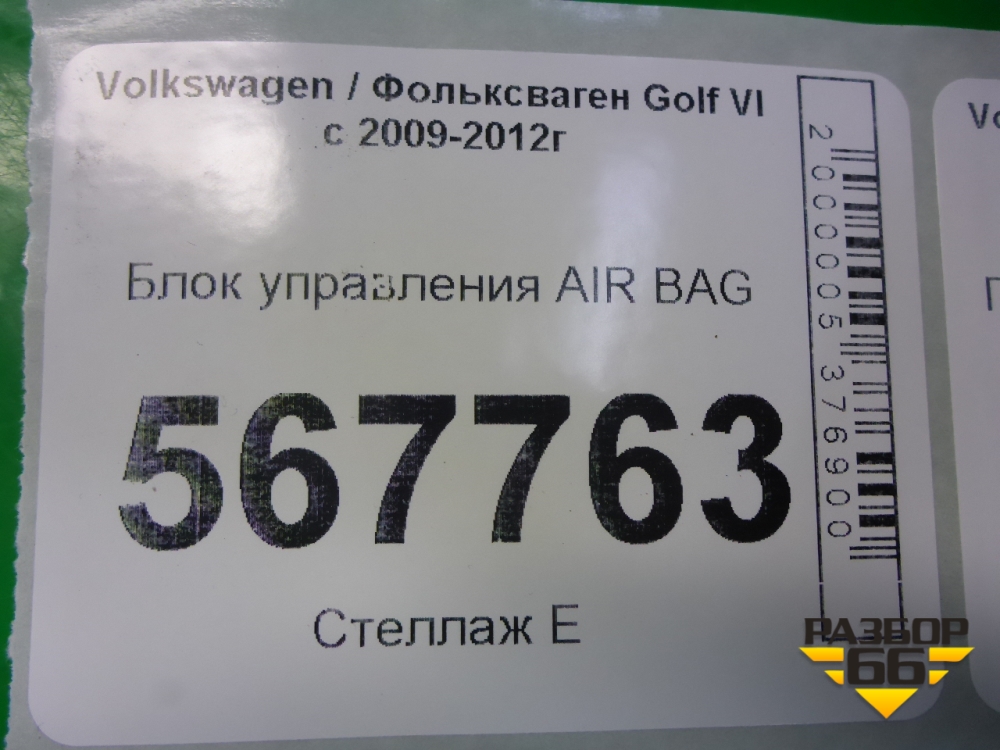 Volkswagen / Фольксваген Golf VI
с 2009-2012г
Блок управления AIR BAG
567763
Стеллаж Е
2000005376900
РАЗБОР
66